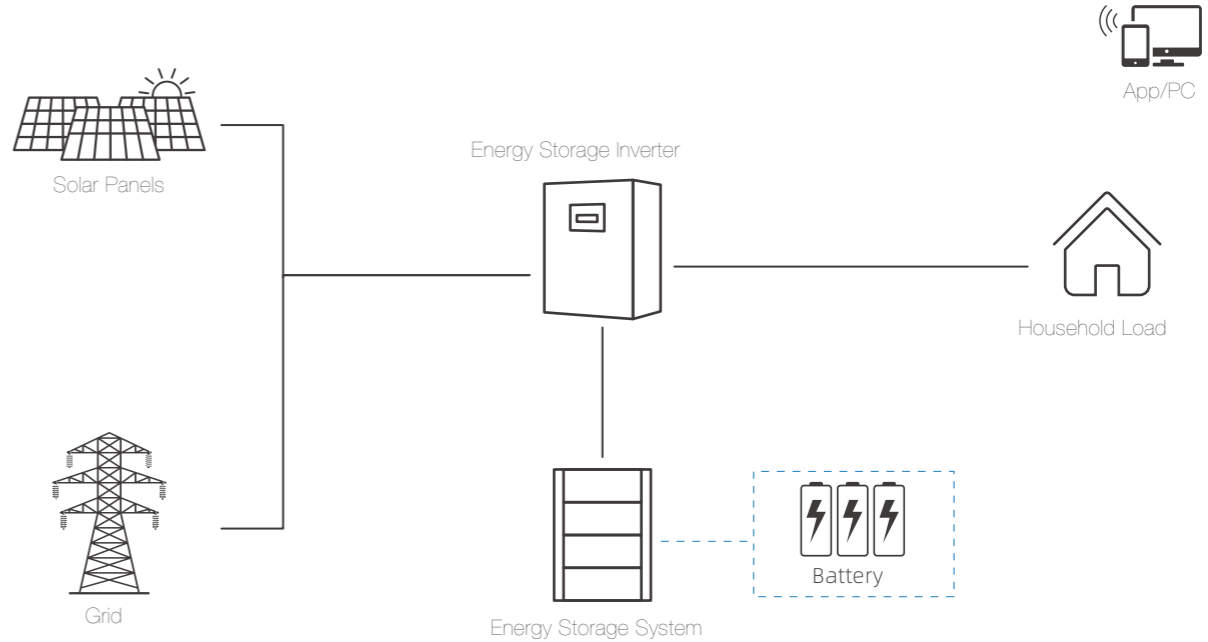 App/PC
Energy Storage Inverter
Solar Panels
Household Load
Battery
Grid
Energy Storage System